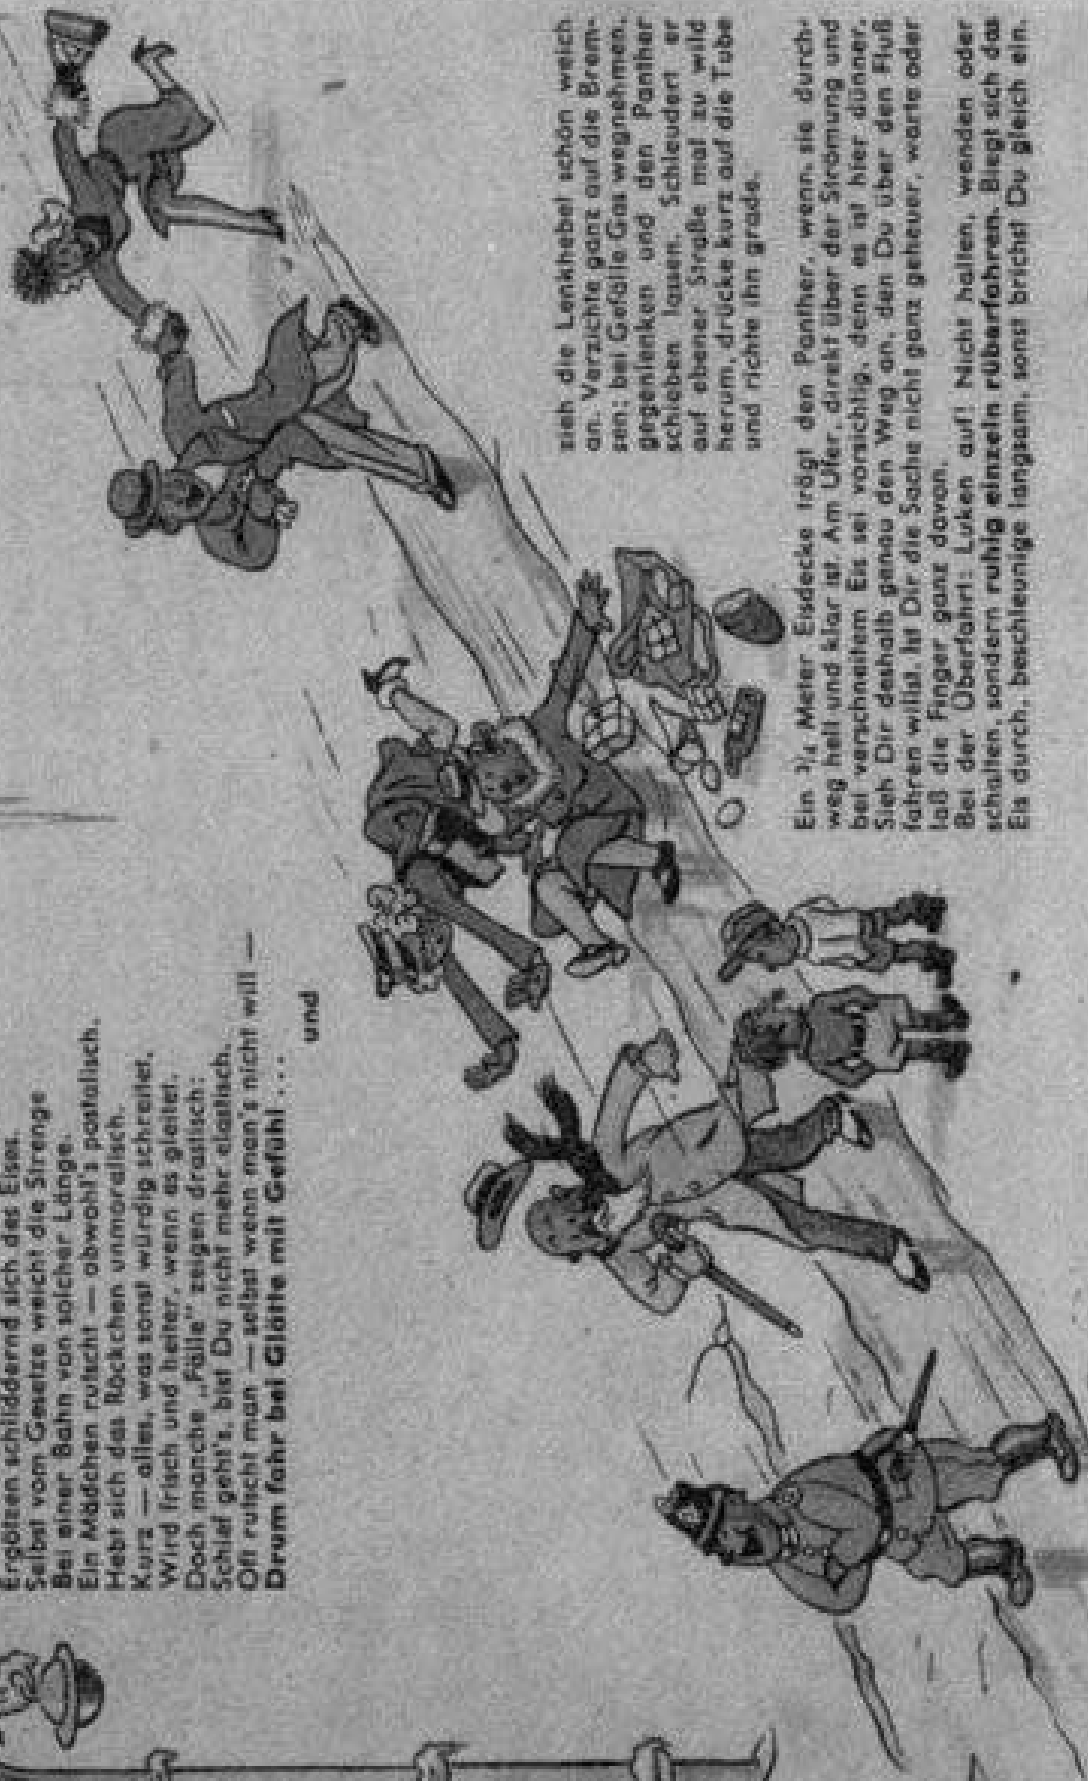 Ergötzen schlidderrnd sich des Eises.
Selbst vom Gesetze weicht die Strenge
Bei einer Bahn von solcher Länge.
Ein Mädchen rutscht — obwohl's pastalisch.
Hebt sich das Röckchen unmoralisch.
Kurz — alles, was sonst würdig schreitet,
Wird frisch und heiter, wenn es gleitet.
Doch manche „Fälle" zeigen drastisch:
Schief geht's, bist Du nicht mehr elastisch.
Oft rutscht man — selbst wenn man's nicht will —
Drum fahr bei Glätte mit Gefühl ...
und
zieh die Lenkhebel schön weich
an. Verzichte ganz auf die Brem-
sen; bei Gefälle Gas wegnehmen,
gegenlenken und den Panther
schieben lassen. Schleudert er
auf ebener Straße mal zu wild
herum, drücke kurz auf die Tube
und richte ihn grade.
Ein ¾ Meter Eisdecke trägt den Panther, wenn sie durch-
weg hell und klar ist. Am Ufer, direkt über der Strömung und
bei verschneitem Eis sei vorsichtig, denn es ist hier dünner.
Sieh Dir deshalb genau den Weg an, den Du über den Fluß
fahren willst. Ist Dir die Sache nicht ganz geheuer, warte oder
laß die Finger ganz davon.
Bei der Überfahrt: Luken auf! Nicht halten, wenden oder
schalten, sondern ruhig einzeln rüberfahren. Biegt sich das
Eis durch, beschleunige langsam, sonst brichst Du gleich ein.